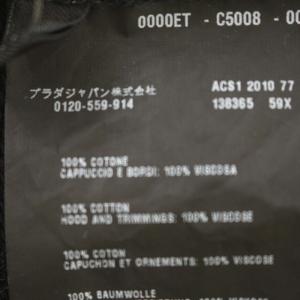 0000ET - C5008 - 00
プラダジャパン株式会社
0120-559-914
ACS1 2010 77
138365 59X
100% COTONE
CAPPUCCIO E BORDI: 100% VISCOSA
100% COTTON
HOOD AND TRIMMINGS: 100% VISCOSE
100% COTON
CAPUCHON ET ORNEMENTS: 100% VISCOSE
100% BAUMWOLLE